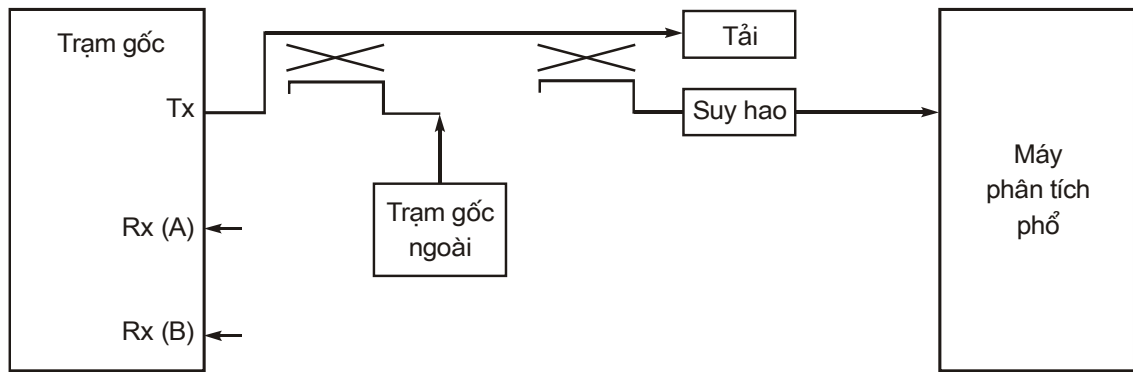 Trạm gốc
Tx
Rx (A)
Rx (B)
Trạm gốc
ngoài
Tải
Suy hao
Máy
phân tích
phổ